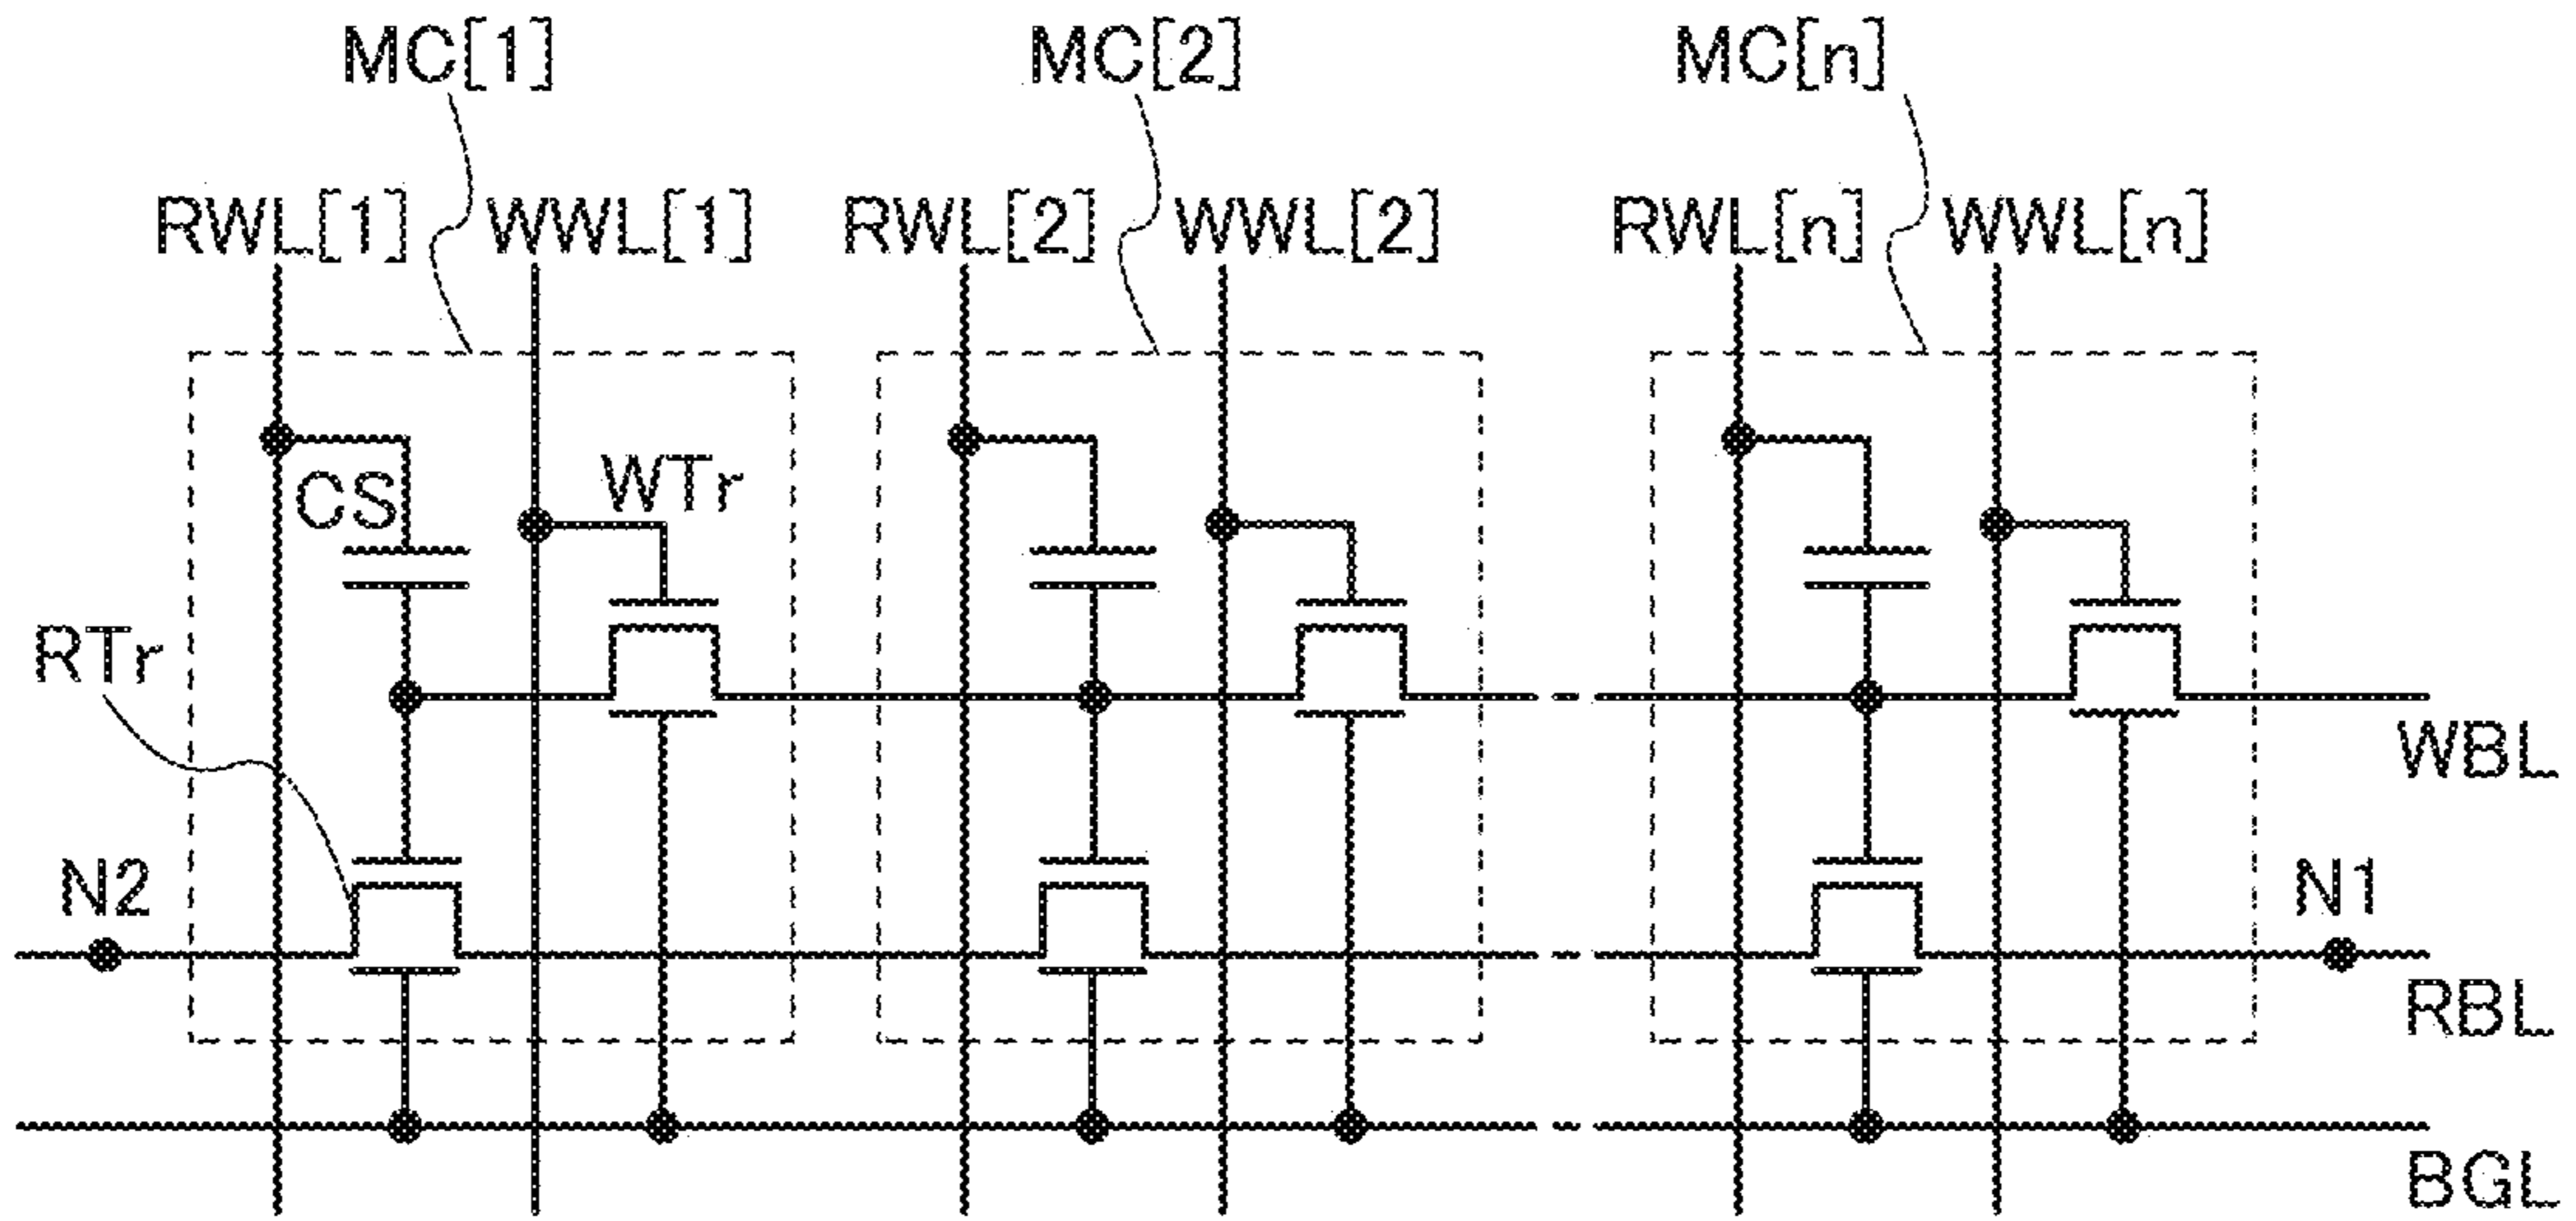 MC[1] MC[2] MC[n]
RWL[1] WWL[1] RWL[2] WWL[2] RWL[n] WWL[n]
CS WTr
RTr
WBL
N2 N1
RBL
BGL